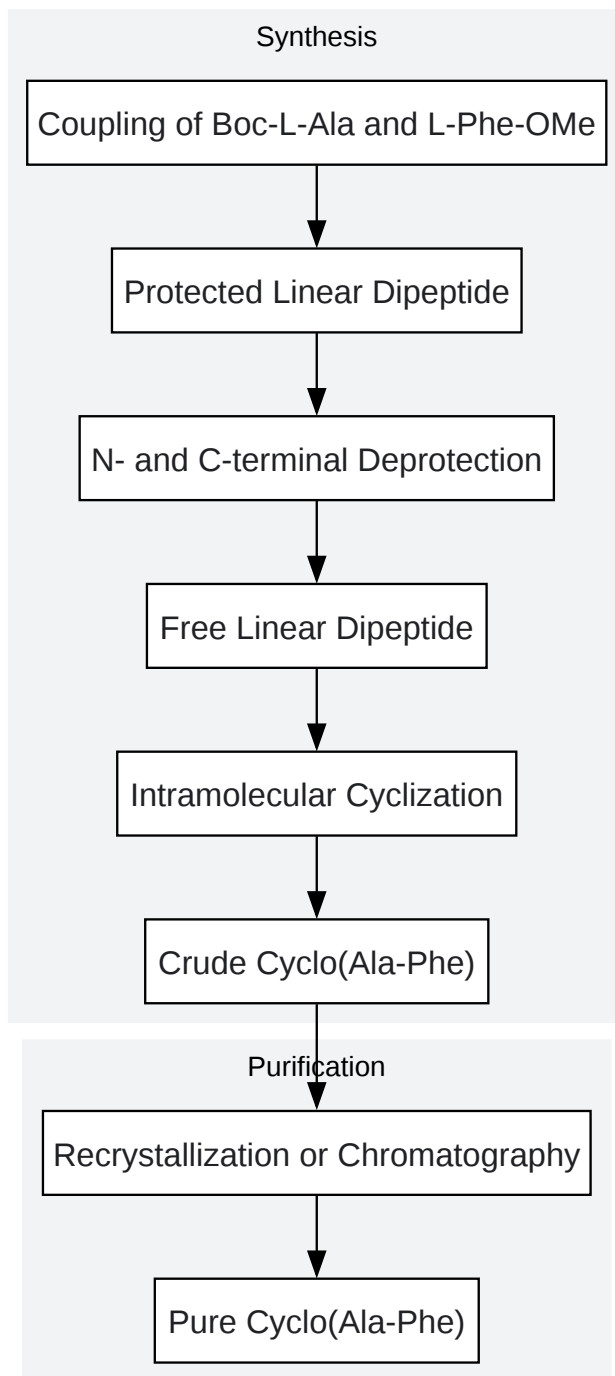 Synthesis
Coupling of Boc-L-Ala and L-Phe-OMe
Protected Linear Dipeptide
N- and C-terminal Deprotection
Free Linear Dipeptide
Intramolecular Cyclization
Crude Cyclo(Ala-Phe)
Purification
Recrystallization or Chromatography
Pure Cyclo(Ala-Phe)